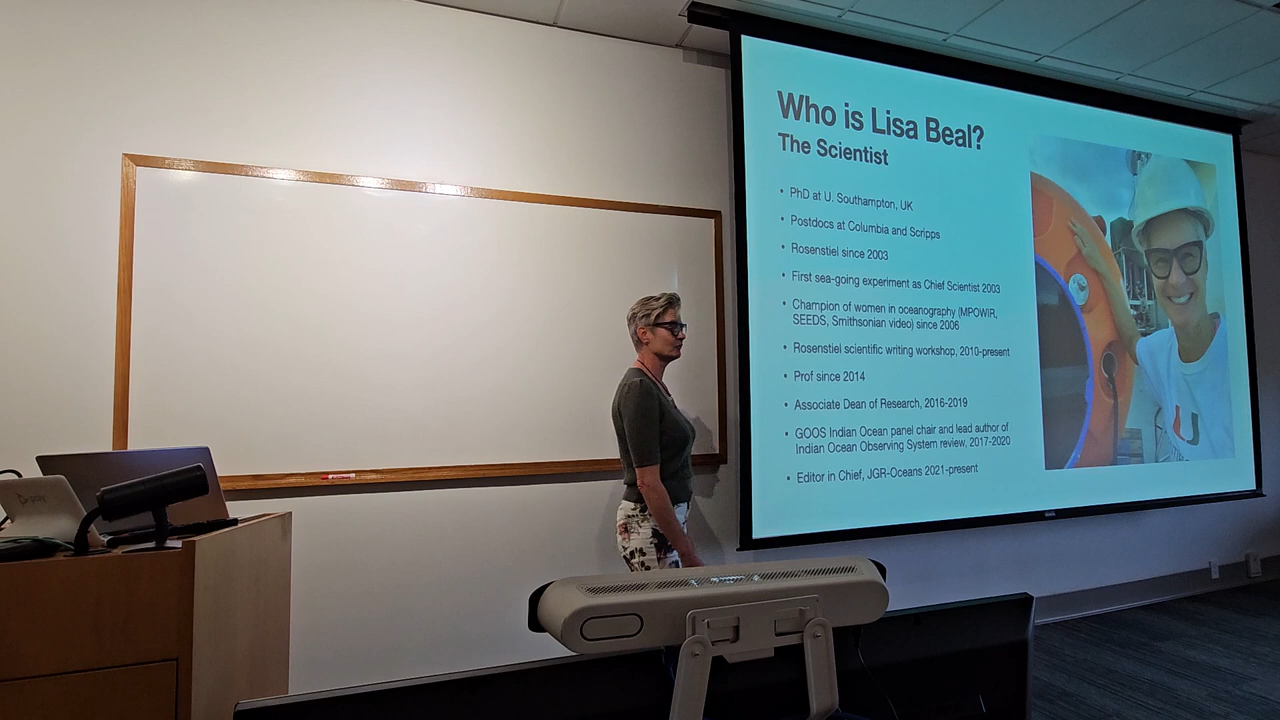 Who is Lisa Beal?
The Scientist
• PhD at U. Southampton, UK
• Postdocs at Columbia and Scripps
• Rosenstiel since 2003
• First sea-going experiment as Chief Scientist 2003
• Champion of women in oceanography (MPOWIR,
SEEDS, Smithsonian video) since 2006
• Rosenstiel scientific writing workshop, 2010-present
• Prof since 2014
• Associate Dean of Research, 2016-2019
• GOOS Indian Ocean panel chair and lead author of
Indian Ocean Observing System review, 2017-2020
• Editor in Chief, JGR-Oceans 2021-present
U
poly